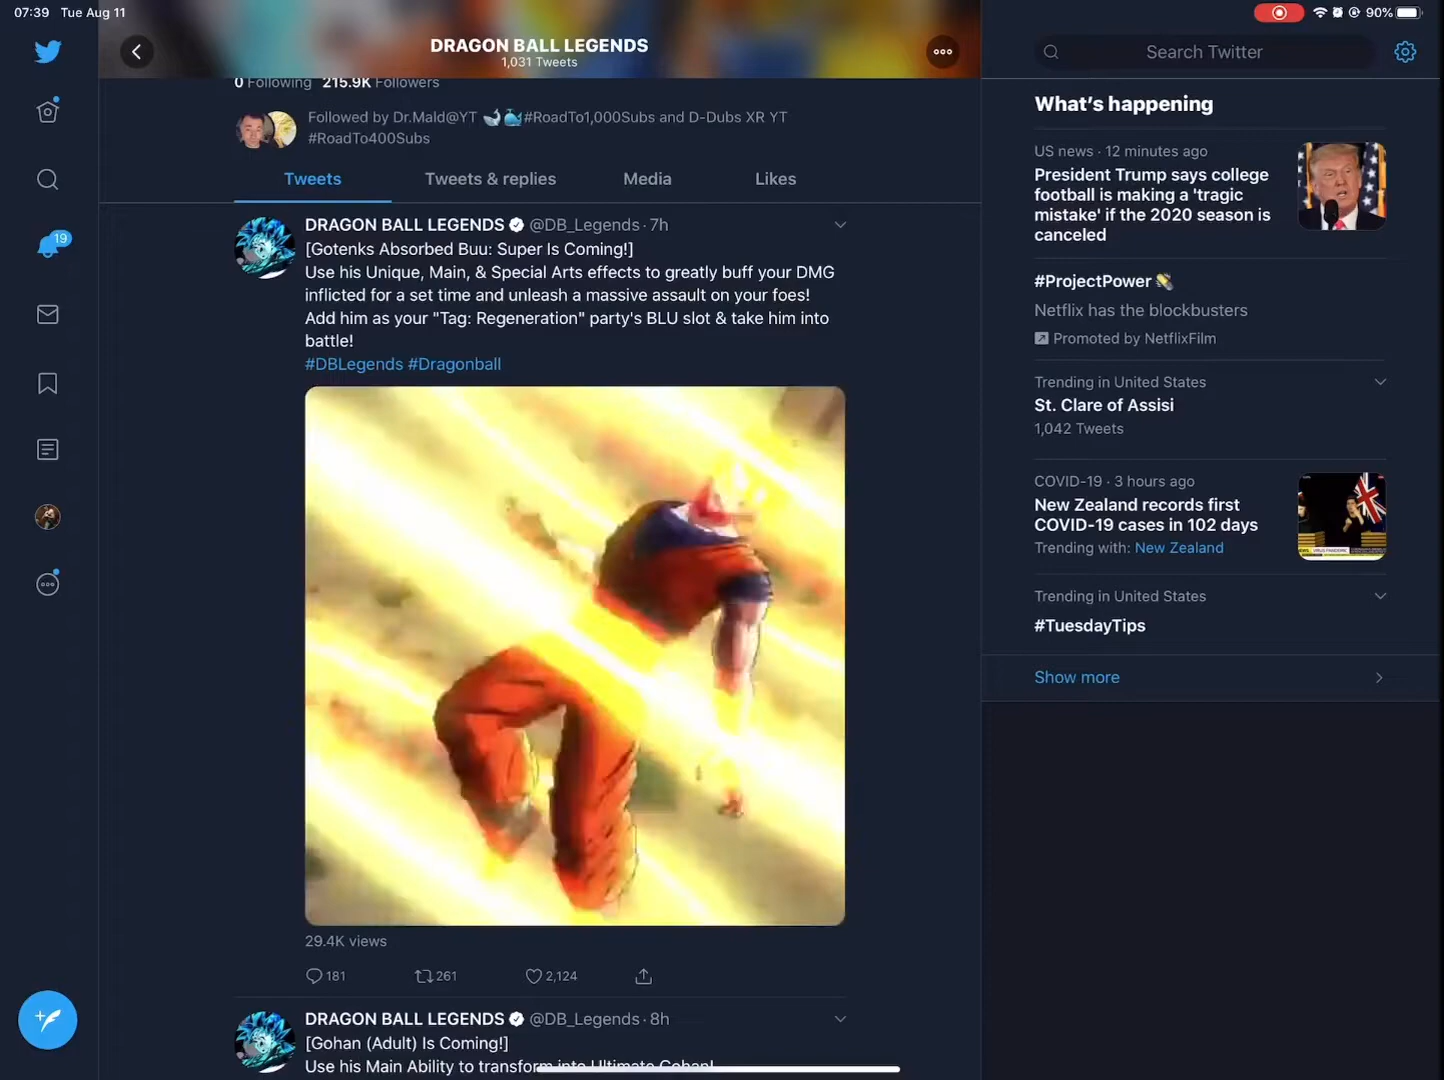 07:39 Tue Aug 11
90%
DRAGON BALL LEGENDS
1,031 Tweets
Search Twitter
0 Following 215.9K Followers
Followed by Dr.Mald@YT 🐋🐳#RoadTo1,000Subs and D-Dubs XR YT
#RoadTo400Subs
Tweets
Tweets & replies
Media
Likes
19
DRAGON BALL LEGENDS @DB_Legends · 7h
[Gotenks Absorbed Buu: Super Is Coming!]
Use his Unique, Main, & Special Arts effects to greatly buff your DMG
inflicted for a set time and unleash a massive assault on your foes!
Add him as your "Tag: Regeneration" party's BLU slot & take him into
battle!
#DBLegends #Dragonball
29.4K views
181
261
2,124
DRAGON BALL LEGENDS @DB_Legends · 8h
[Gohan (Adult) Is Coming!]
Use his Main Ability to transform into Ultimate Gohan!
What's happening
US news · 12 minutes ago
President Trump says college
football is making a 'tragic
mistake' if the 2020 season is
canceled
#ProjectPower
Netflix has the blockbusters
Promoted by NetflixFilm
Trending in United States
St. Clare of Assisi
1,042 Tweets
COVID-19 · 3 hours ago
New Zealand records first
COVID-19 cases in 102 days
Trending with: New Zealand
Trending in United States
#TuesdayTips
Show more